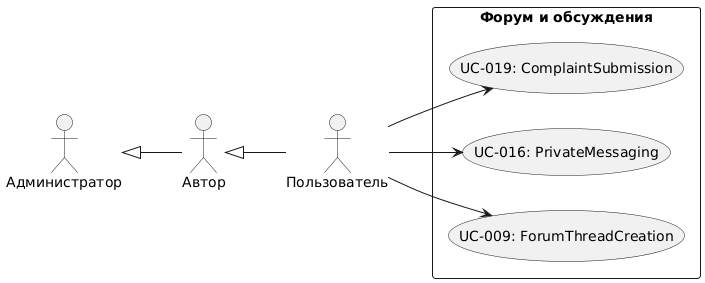 Форум и обсуждения
UC-019: ComplaintSubmission
UC-016: PrivateMessaging
UC-009: ForumThreadCreation
Администратор
Автор
Пользователь